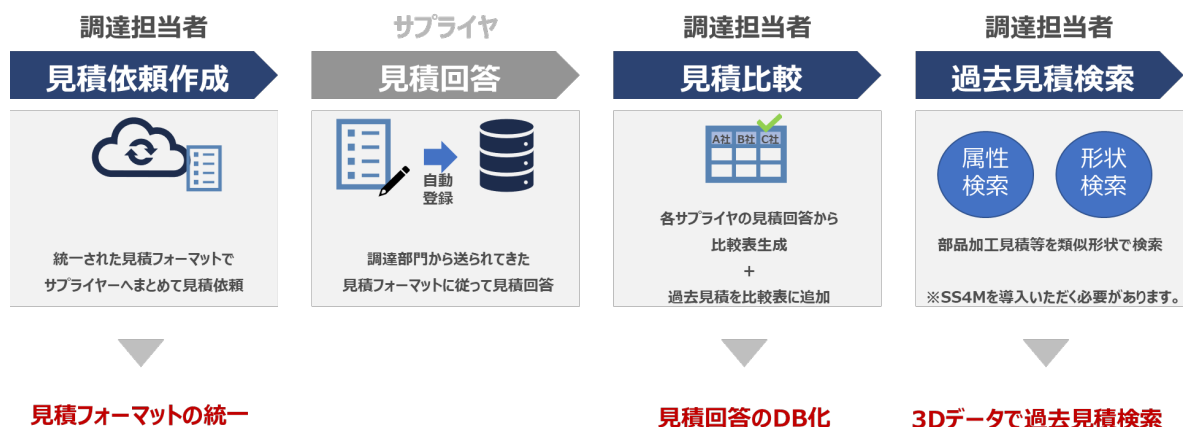 調達担当者
見積依頼作成
統一された見積フォーマットで
サプライヤーへまとめて見積依頼
見積フォーマットの統一
サプライヤ
見積回答
自動
登録
調達部門から送られてきた
見積フォーマットに従って見積回答
調達担当者
見積比較
A社 B社 C社
各サプライヤの見積回答から
比較表生成
+
過去見積を比較表に追加
見積回答のDB化
調達担当者
過去見積検索
属性
検索
形状
検索
部品加工見積等を類似形状で検索
※SS4Mを導入いただく必要があります。
3Dデータで過去見積検索